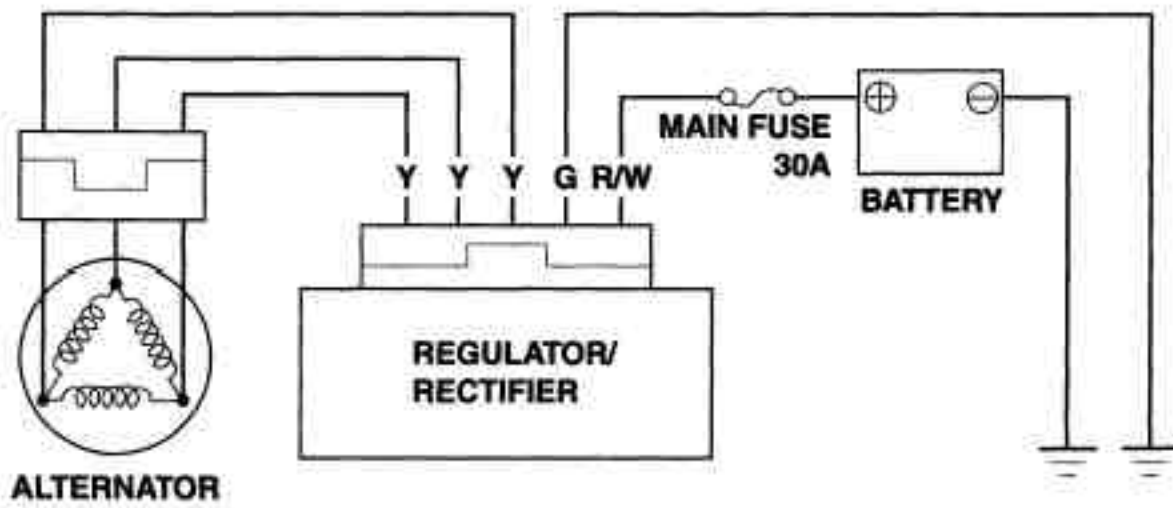 MAIN FUSE
30A
BATTERY
Y Y Y G R/W
REGULATOR/
RECTIFIER
ALTERNATOR